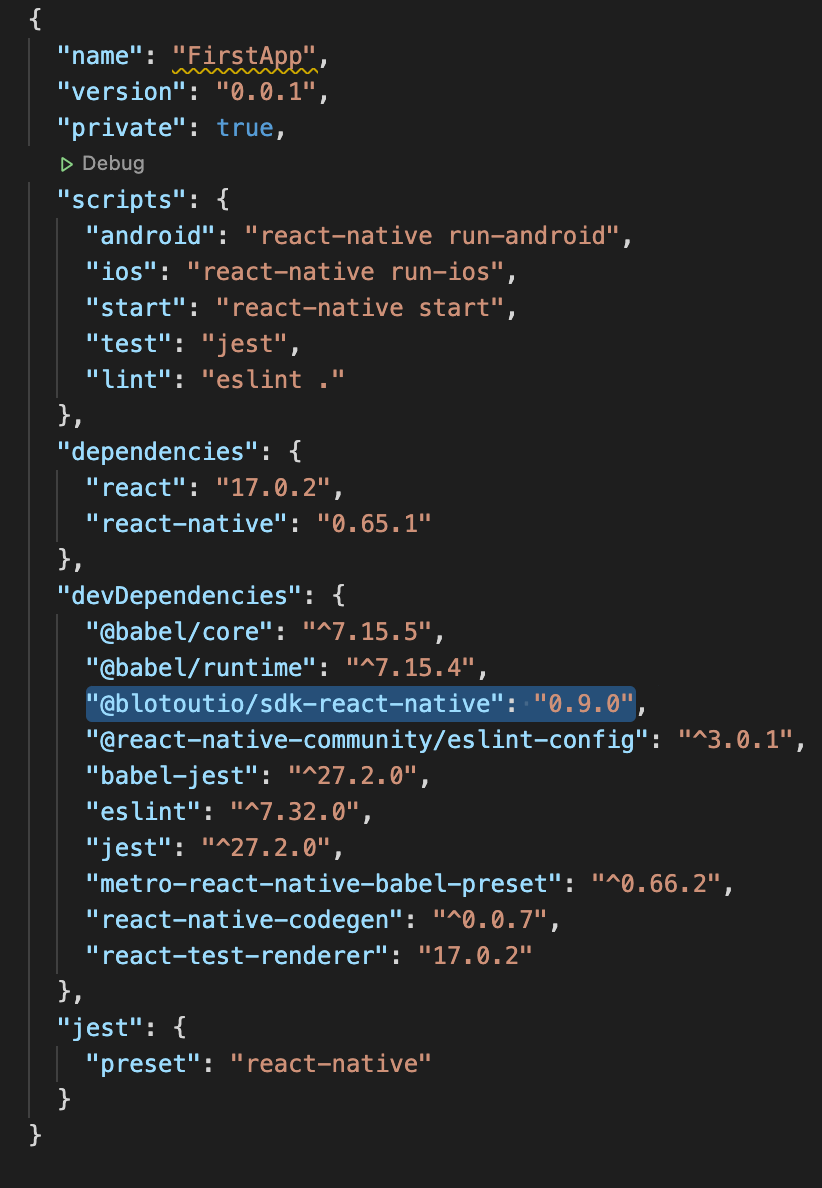 {
  "name": "FirstApp",
  "version": "0.0.1",
  "private": true,
  Debug
  "scripts": {
    "android": "react-native run-android",
    "ios": "react-native run-ios",
    "start": "react-native start",
    "test": "jest",
    "lint": "eslint ."
  },
  "dependencies": {
    "react": "17.0.2",
    "react-native": "0.65.1"
  },
  "devDependencies": {
    "@babel/core": "^7.15.5",
    "@babel/runtime": "^7.15.4",
    "@blotoutio/sdk-react-native": "0.9.0",
    "@react-native-community/eslint-config": "^3.0.1",
    "babel-jest": "^27.2.0",
    "eslint": "^7.32.0",
    "jest": "^27.2.0",
    "metro-react-native-babel-preset": "^0.66.2",
    "react-native-codegen": "^0.0.7",
    "react-test-renderer": "17.0.2"
  },
  "jest": {
    "preset": "react-native"
  }
}